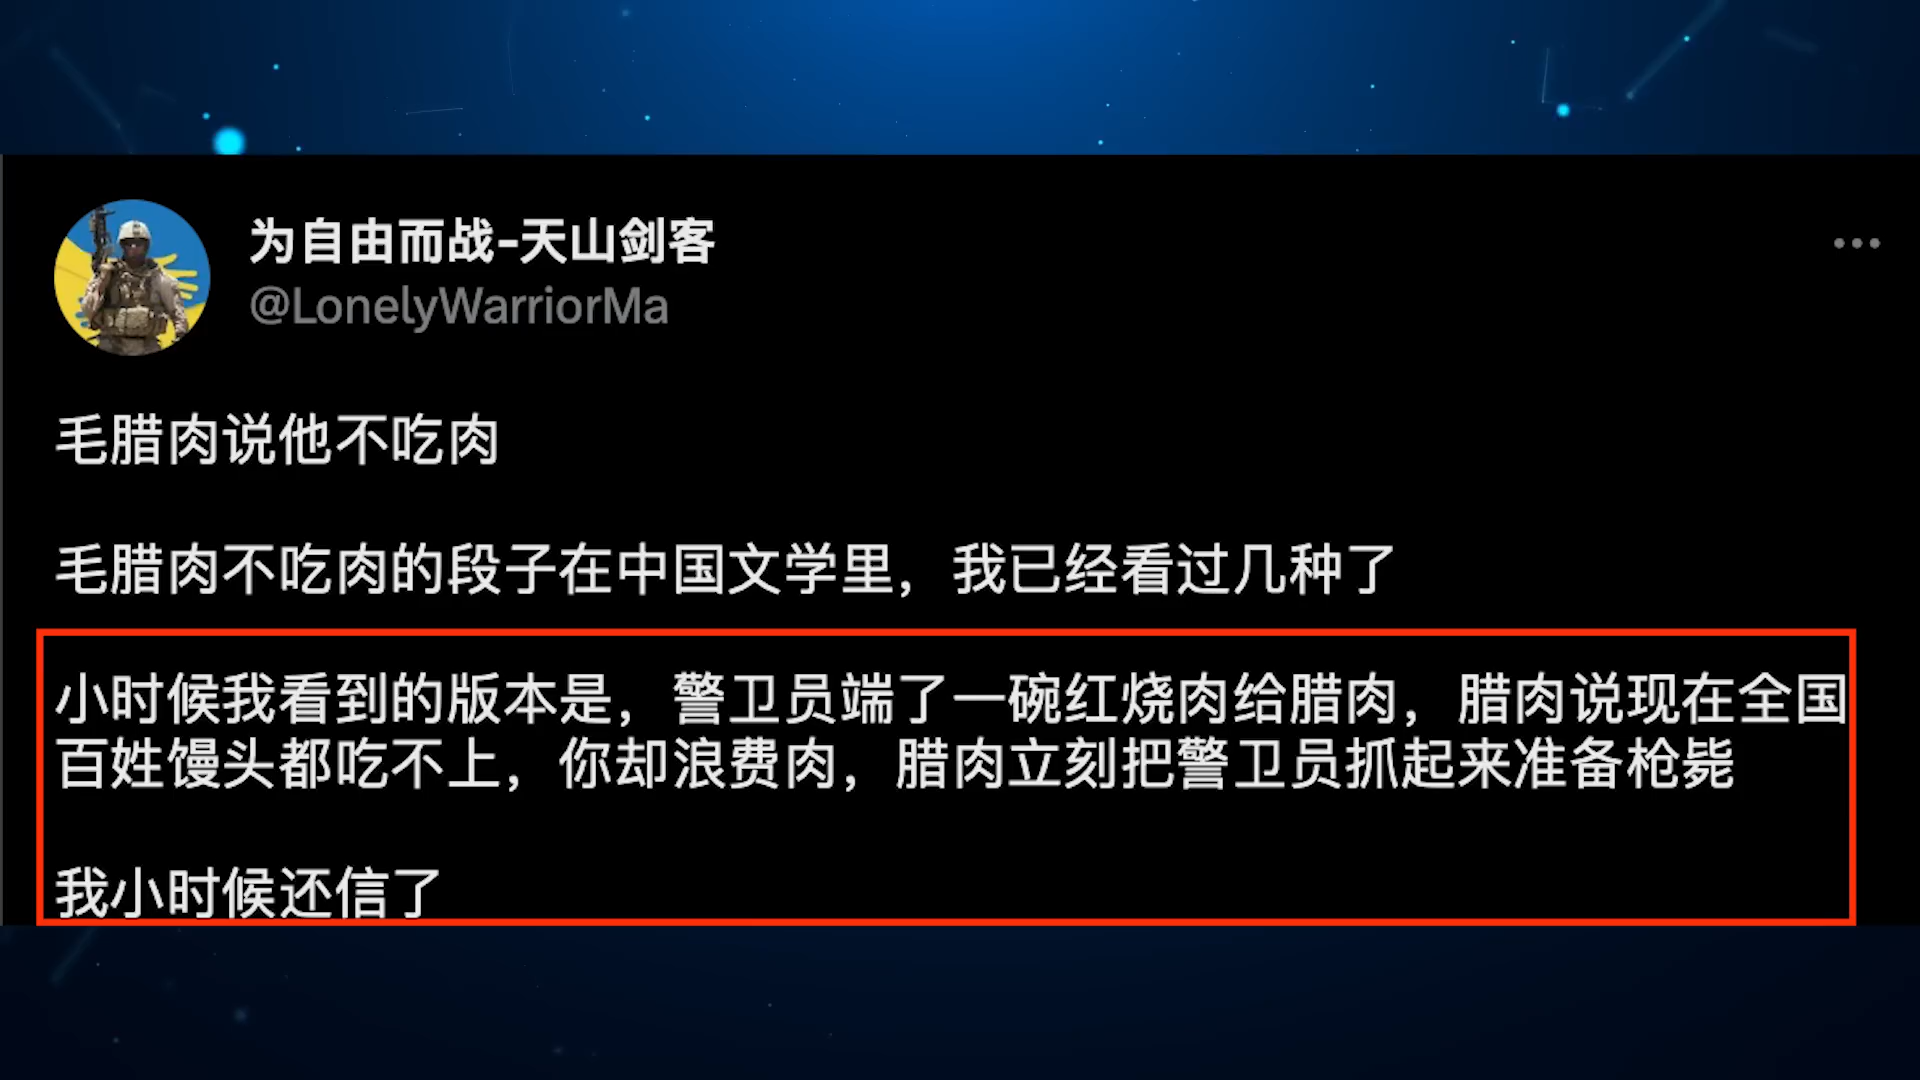 为自由而战-天山剑客
@LonelyWarriorMa
毛腊肉说他不吃肉
毛腊肉不吃肉的段子在中国文学里，我已经看过几种了
小时候我看到的版本是，警卫员端了一碗红烧肉给腊肉，腊肉说现在全国
百姓馒头都吃不上，你却浪费肉，腊肉立刻把警卫员抓起来准备枪毙
我小时候还信了